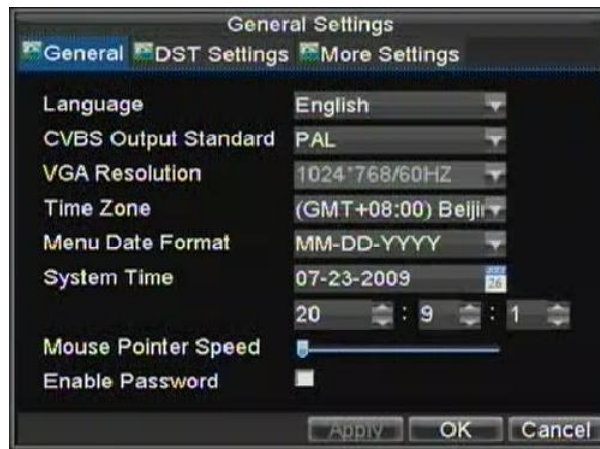 General Settings
General DST Settings More Settings
Language English
CVBS Output Standard PAL
VGA Resolution 1024*768/60HZ
Time Zone (GMT+08:00) Beiji
Menu Date Format MM-DD-YYYY
System Time 07-23-2009 26
20 : 9 : 1
Mouse Pointer Speed
Enable Password
Apply OK Cancel